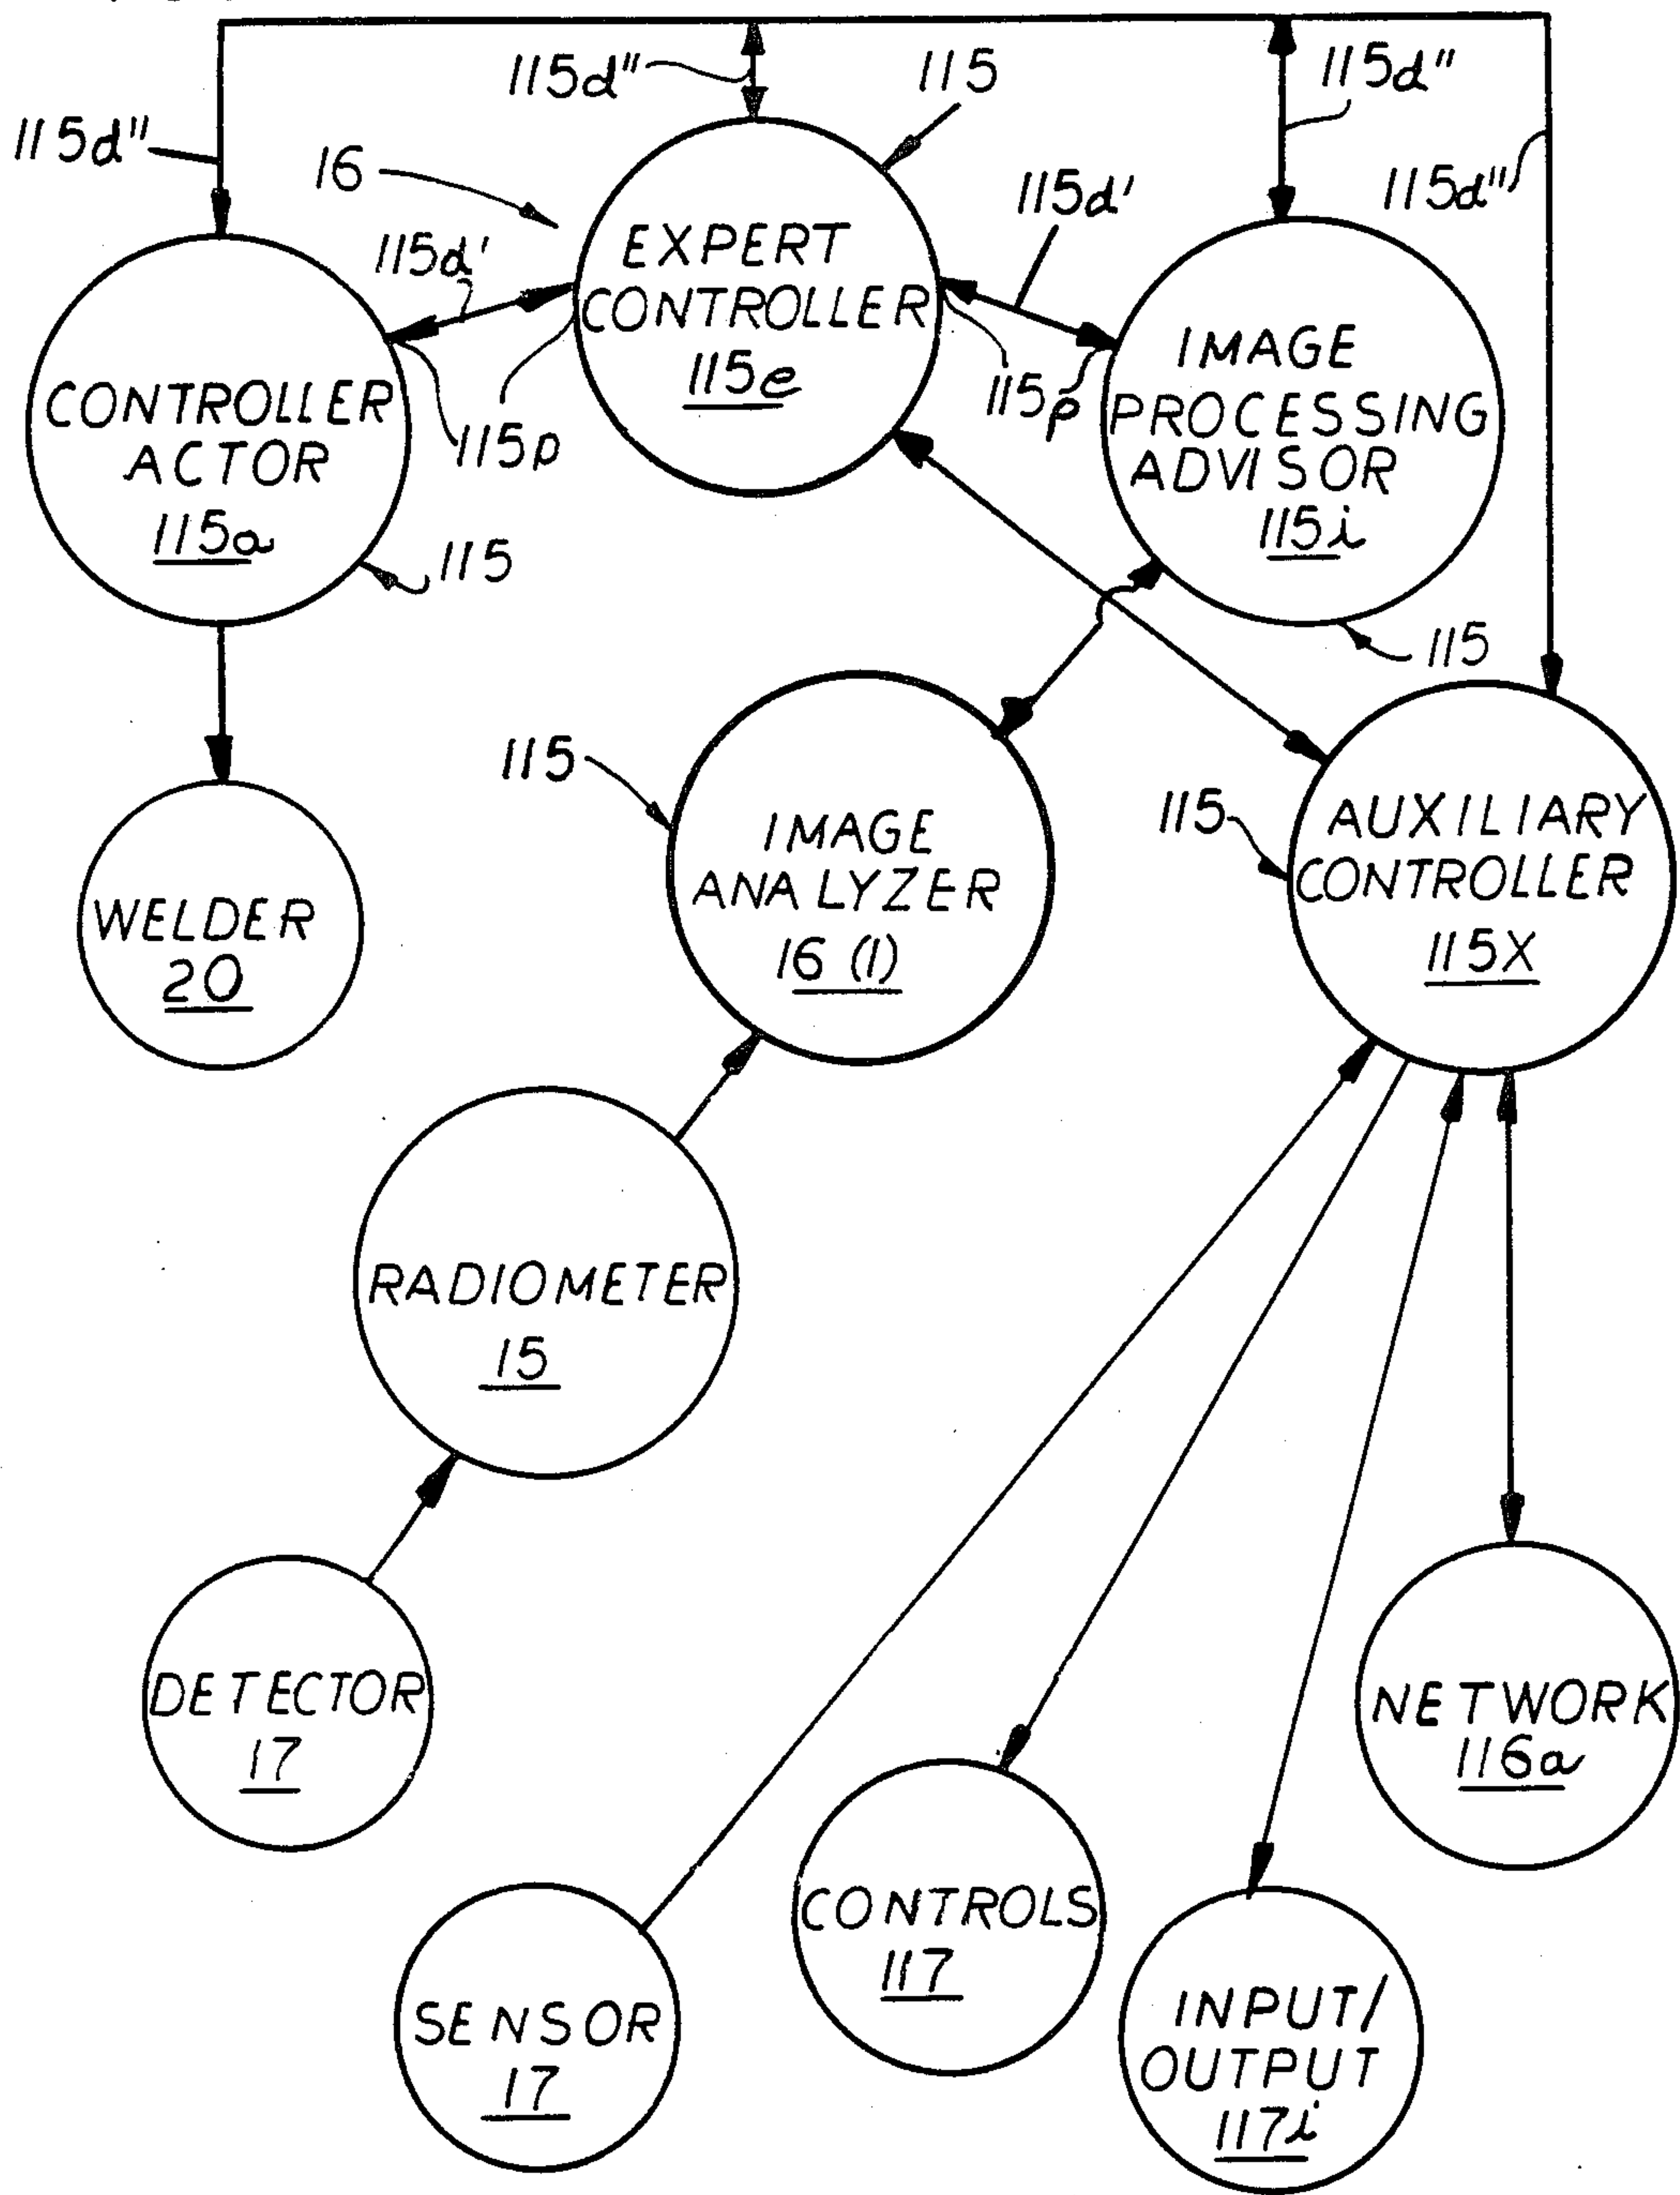 115d"
115
115d"
115d"
16
115d'
115d"
115d'
EXPERT
CONTROLLER
115e
115p
115p
CONTROLLER
ACTOR
115a
115
IMAGE
PROCESSING
ADVISOR
115i
115
WELDER
20
115
IMAGE
ANALYZER
16 (1)
115
AUXILIARY
CONTROLLER
115X
RADIOMETER
15
DETECTOR
17
NETWORK
116a
SENSOR
17
CONTROLS
117
INPUT/
OUTPUT
117i